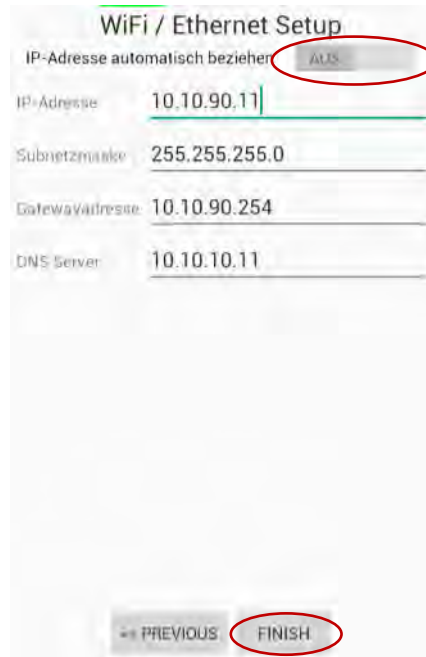 WiFi / Ethernet Setup
IP-Adresse automatisch beziehen AUS
IP-Adresse 10.10.90.11
Subnetzmaske 255.255.255.0
Gatewayadresse 10.10.90.254
DNS Server 10.10.10.11
<< PREVIOUS FINISH